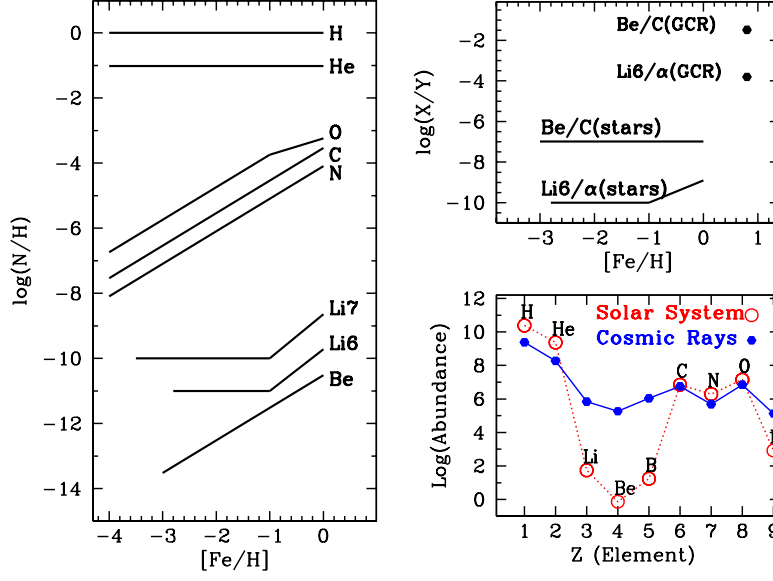 0
−2
−4
−6
−8
−10
−12
−14
log(N/H)
H
He
O
C
N
Li7
Li6
Be
−4 −3 −2 −1 0
[Fe/H]
−2
−4
−6
−8
−10
log(X/Y)
Be/C(GCR)
Li6/α(GCR)
Be/C(stars)
Li6/α(stars)
−3 −2 −1 0 1
[Fe/H]
12
10
8
6
4
2
0
Log(Abundance)
Solar System
Cosmic Rays
H
He
Li
Be
B
C
N
O
1 2 3 4 5 6 7 8 9
Z (Element)